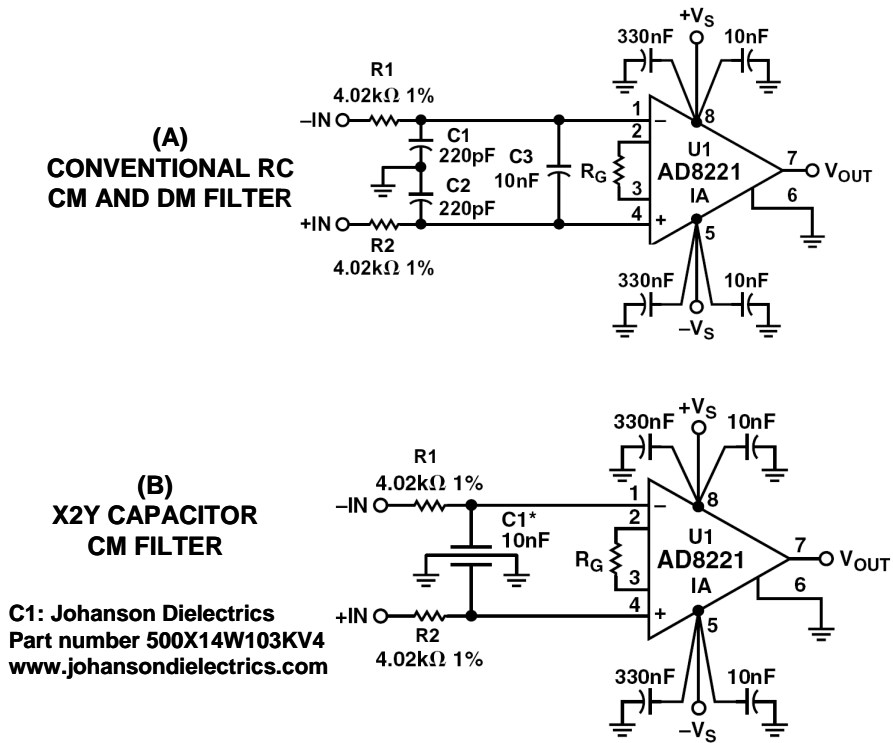 (A)
CONVENTIONAL RC
CM AND DM FILTER
+VS
330nF
10nF
R1
4.02kΩ 1%
–IN
C1
220pF
C2
220pF
C3
10nF
+IN
R2
4.02kΩ 1%
1
–
2
RG
3
4
+
8
U1
AD8221
IA
5
7
VOUT
6
330nF
10nF
–VS
(B)
X2Y CAPACITOR
CM FILTER
C1: Johanson Dielectrics
Part number 500X14W103KV4
www.johansondielectrics.com
+VS
330nF
10nF
R1
4.02kΩ 1%
–IN
C1*
10nF
+IN
R2
4.02kΩ 1%
1
–
2
RG
3
4
+
8
U1
AD8221
IA
5
7
VOUT
6
330nF
10nF
–VS